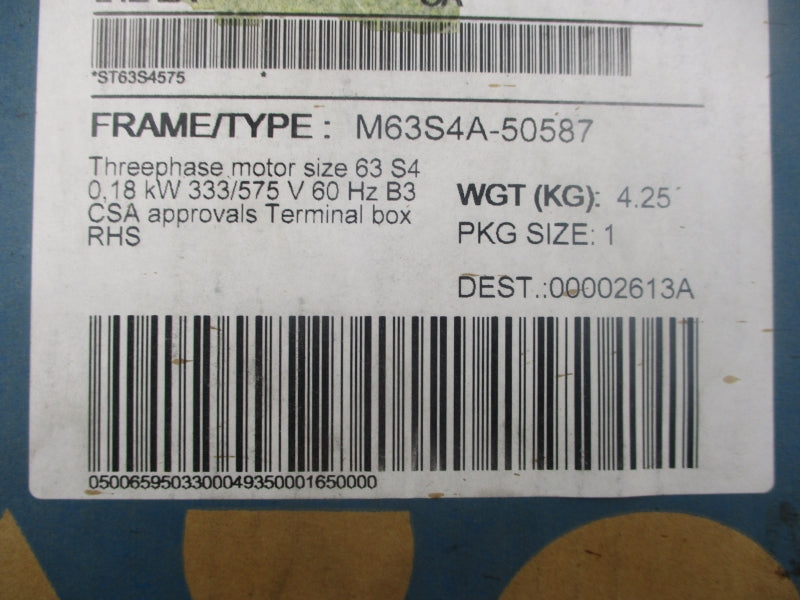 *ST63S4575 *
FRAME/TYPE : M63S4A-50587
Threephase motor size 63 S4
0,18 kW 333/575 V 60 Hz B3
CSA approvals Terminal box
RHS
WGT (KG): 4.25
PKG SIZE: 1
DEST.:00002613A
0500659503300049350001650000